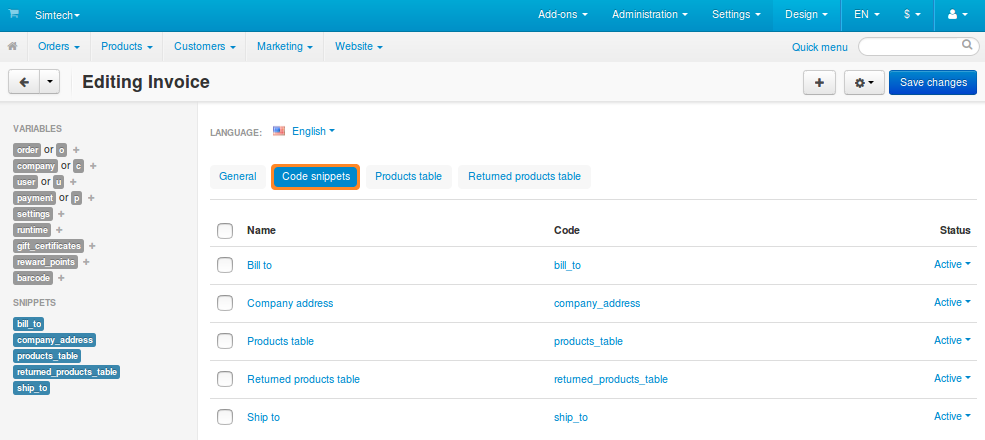 Simtech Add-ons Administration Settings Design EN $
Orders Products Customers Marketing Website Quick menu
Editing Invoice Save changes
VARIABLES
order or o +
company or c +
user or u +
payment or p +
settings +
runtime +
gift_certificates +
reward_points +
barcode +
SNIPPETS
bill_to
company_address
products_table
returned_products_table
ship_to
LANGUAGE: English
General Code snippets Products table Returned products table
Name Code Status
Bill to bill_to Active
Company address company_address Active
Products table products_table Active
Returned products table returned_products_table Active
Ship to ship_to Active